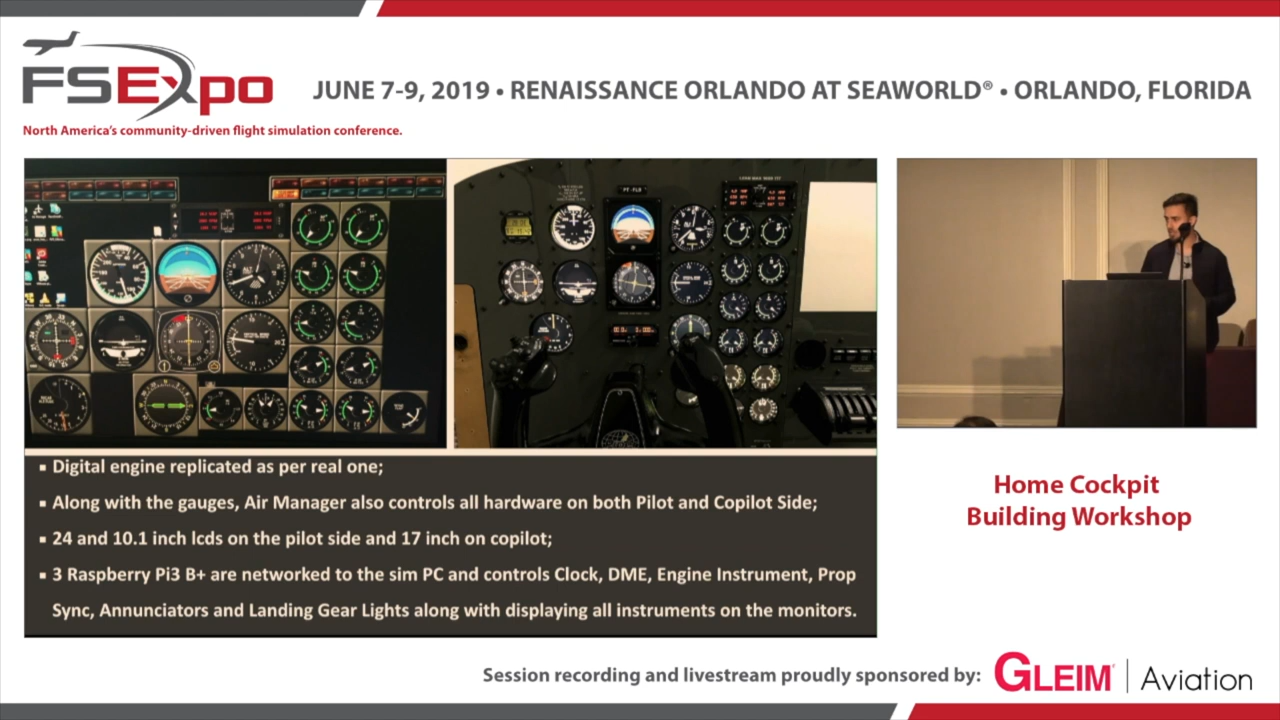 FSExpo
JUNE 7-9, 2019 • RENAISSANCE ORLANDO AT SEAWORLD® • ORLANDO, FLORIDA
North America's community-driven flight simulation conference.
PT-FLB
▪ Digital engine replicated as per real one;
▪ Along with the gauges, Air Manager also controls all hardware on both Pilot and Copilot Side;
▪ 24 and 10.1 inch lcds on the pilot side and 17 inch on copilot;
▪ 3 Raspberry Pi3 B+ are networked to the sim PC and controls Clock, DME, Engine Instrument, Prop
Sync, Annunciators and Landing Gear Lights along with displaying all instruments on the monitors.
Home Cockpit
Building Workshop
Session recording and livestream proudly sponsored by:
GLEIM® | Aviation